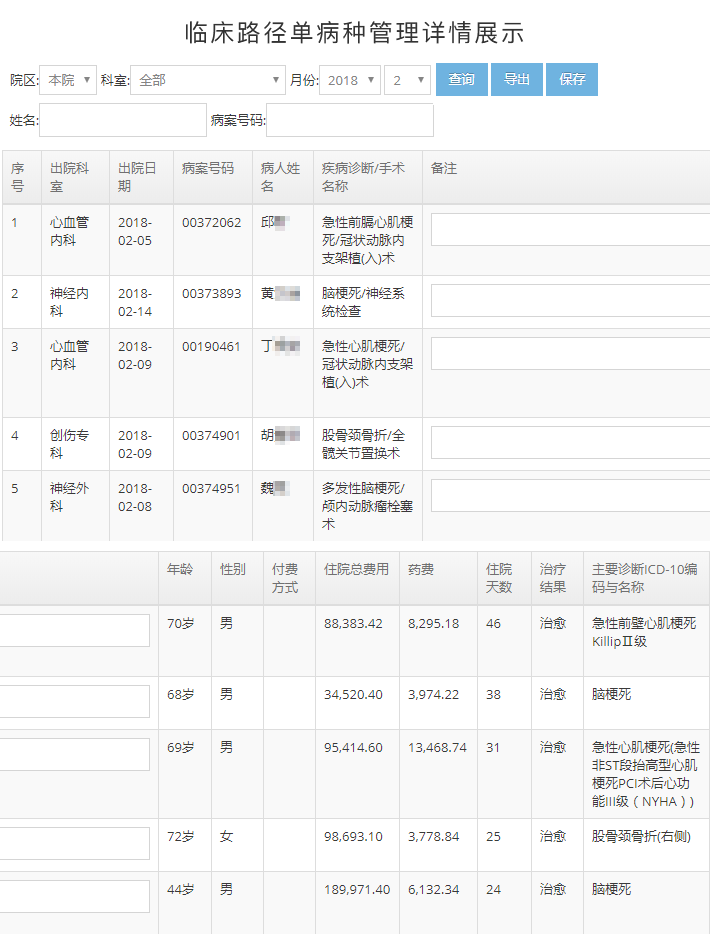 临床路径单病种管理详情展示
院区: 本院 科室: 全部 月份: 2018 2 查询 导出 保存
姓名: 病案号码:
序号 出院科室 出院日期 病案号码 病人姓名 疾病诊断/手术名称 备注
1 心血管内科 2018-02-05 00372062 邱 急性前膈心肌梗死/冠状动脉内支架植(入)术
2 神经内科 2018-02-14 00373893 黄 脑梗死/神经系统检查
3 心血管内科 2018-02-09 00190461 丁 急性心肌梗死/冠状动脉内支架植(入)术
4 创伤专科 2018-02-09 00374901 胡 股骨颈骨折/全髋关节置换术
5 神经外科 2018-02-08 00374951 魏 多发性脑梗死/颅内动脉瘤栓塞术
年龄 性别 付费方式 住院总费用 药费 住院天数 治疗结果 主要诊断ICD-10编码与名称
70岁 男 88,383.42 8,295.18 46 治愈 急性前壁心肌梗死KillipⅡ级
68岁 男 34,520.40 3,974.22 38 治愈 脑梗死
69岁 男 95,414.60 13,468.74 31 治愈 急性心肌梗死(急性非ST段抬高型心肌梗死PCI术后心功能III级（NYHA）)
72岁 女 98,693.10 3,778.84 25 治愈 股骨颈骨折(右侧)
44岁 男 189,971.40 6,132.34 24 治愈 脑梗死